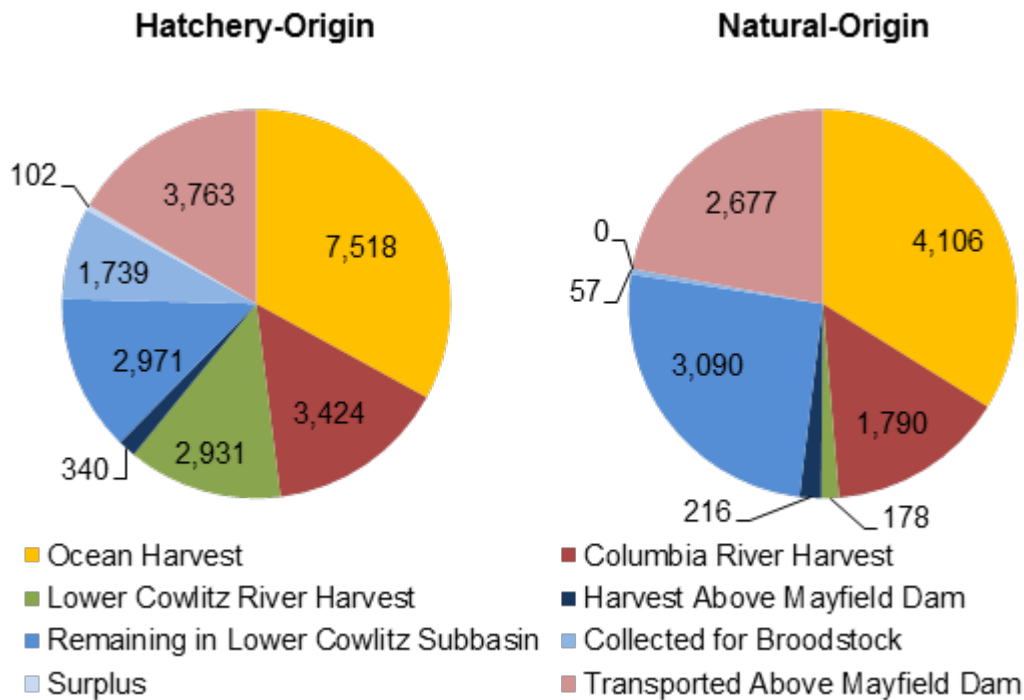 Hatchery-Origin
Natural-Origin
102
3,763
7,518
1,739
2,971
3,424
340
2,931
2,677
4,106
0
57
3,090
1,790
216
178
Ocean Harvest
Columbia River Harvest
Lower Cowlitz River Harvest
Harvest Above Mayfield Dam
Remaining in Lower Cowlitz Subbasin
Collected for Broodstock
Surplus
Transported Above Mayfield Dam